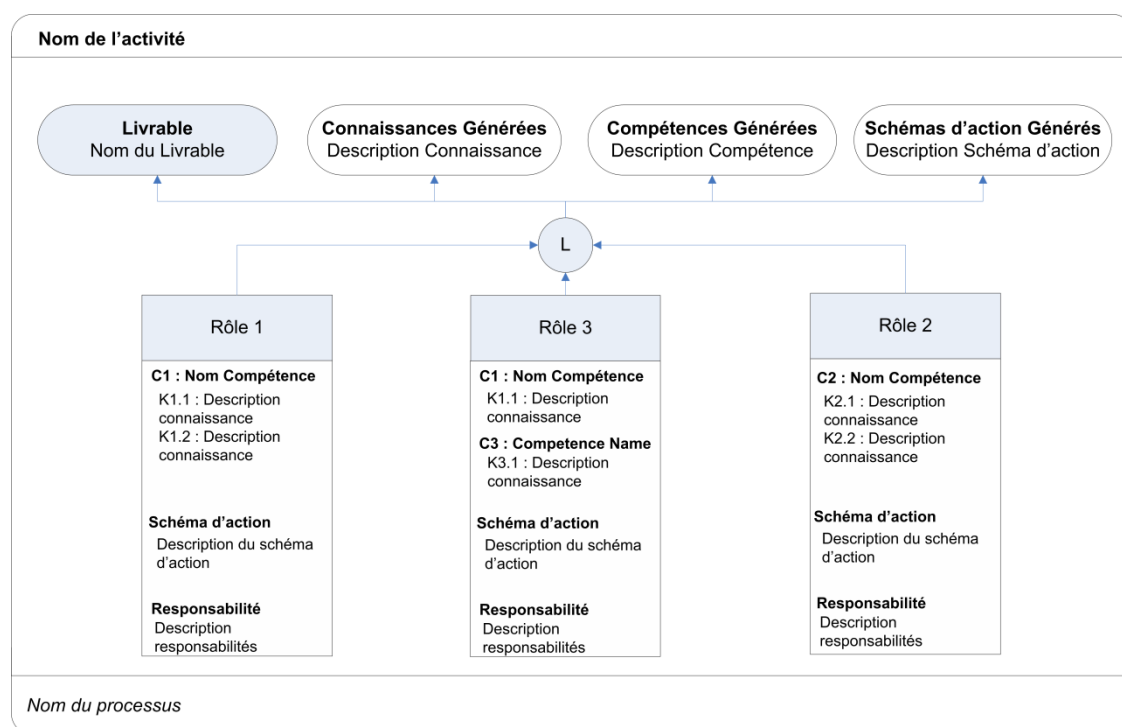 Nom de l'activité
Livrable
Nom du Livrable
Connaissances Générées
Description Connaissance
Compétences Générées
Description Compétence
Schémas d'action Générés
Description Schéma d'action
L
Rôle 1
C1 : Nom Compétence
K1.1 : Description
connaissance
K1.2 : Description
connaissance
Schéma d'action
Description du schéma
d'action
Responsabilité
Description
responsabilités
Rôle 3
C1 : Nom Compétence
K1.1 : Description
connaissance
C3 : Competence Name
K3.1 : Description
connaissance
Schéma d'action
Description du schéma
d'action
Responsabilité
Description
responsabilités
Rôle 2
C2 : Nom Compétence
K2.1 : Description
connaissance
K2.2 : Description
connaissance
Schéma d'action
Description du schéma
d'action
Responsabilité
Description
responsabilités
Nom du processus